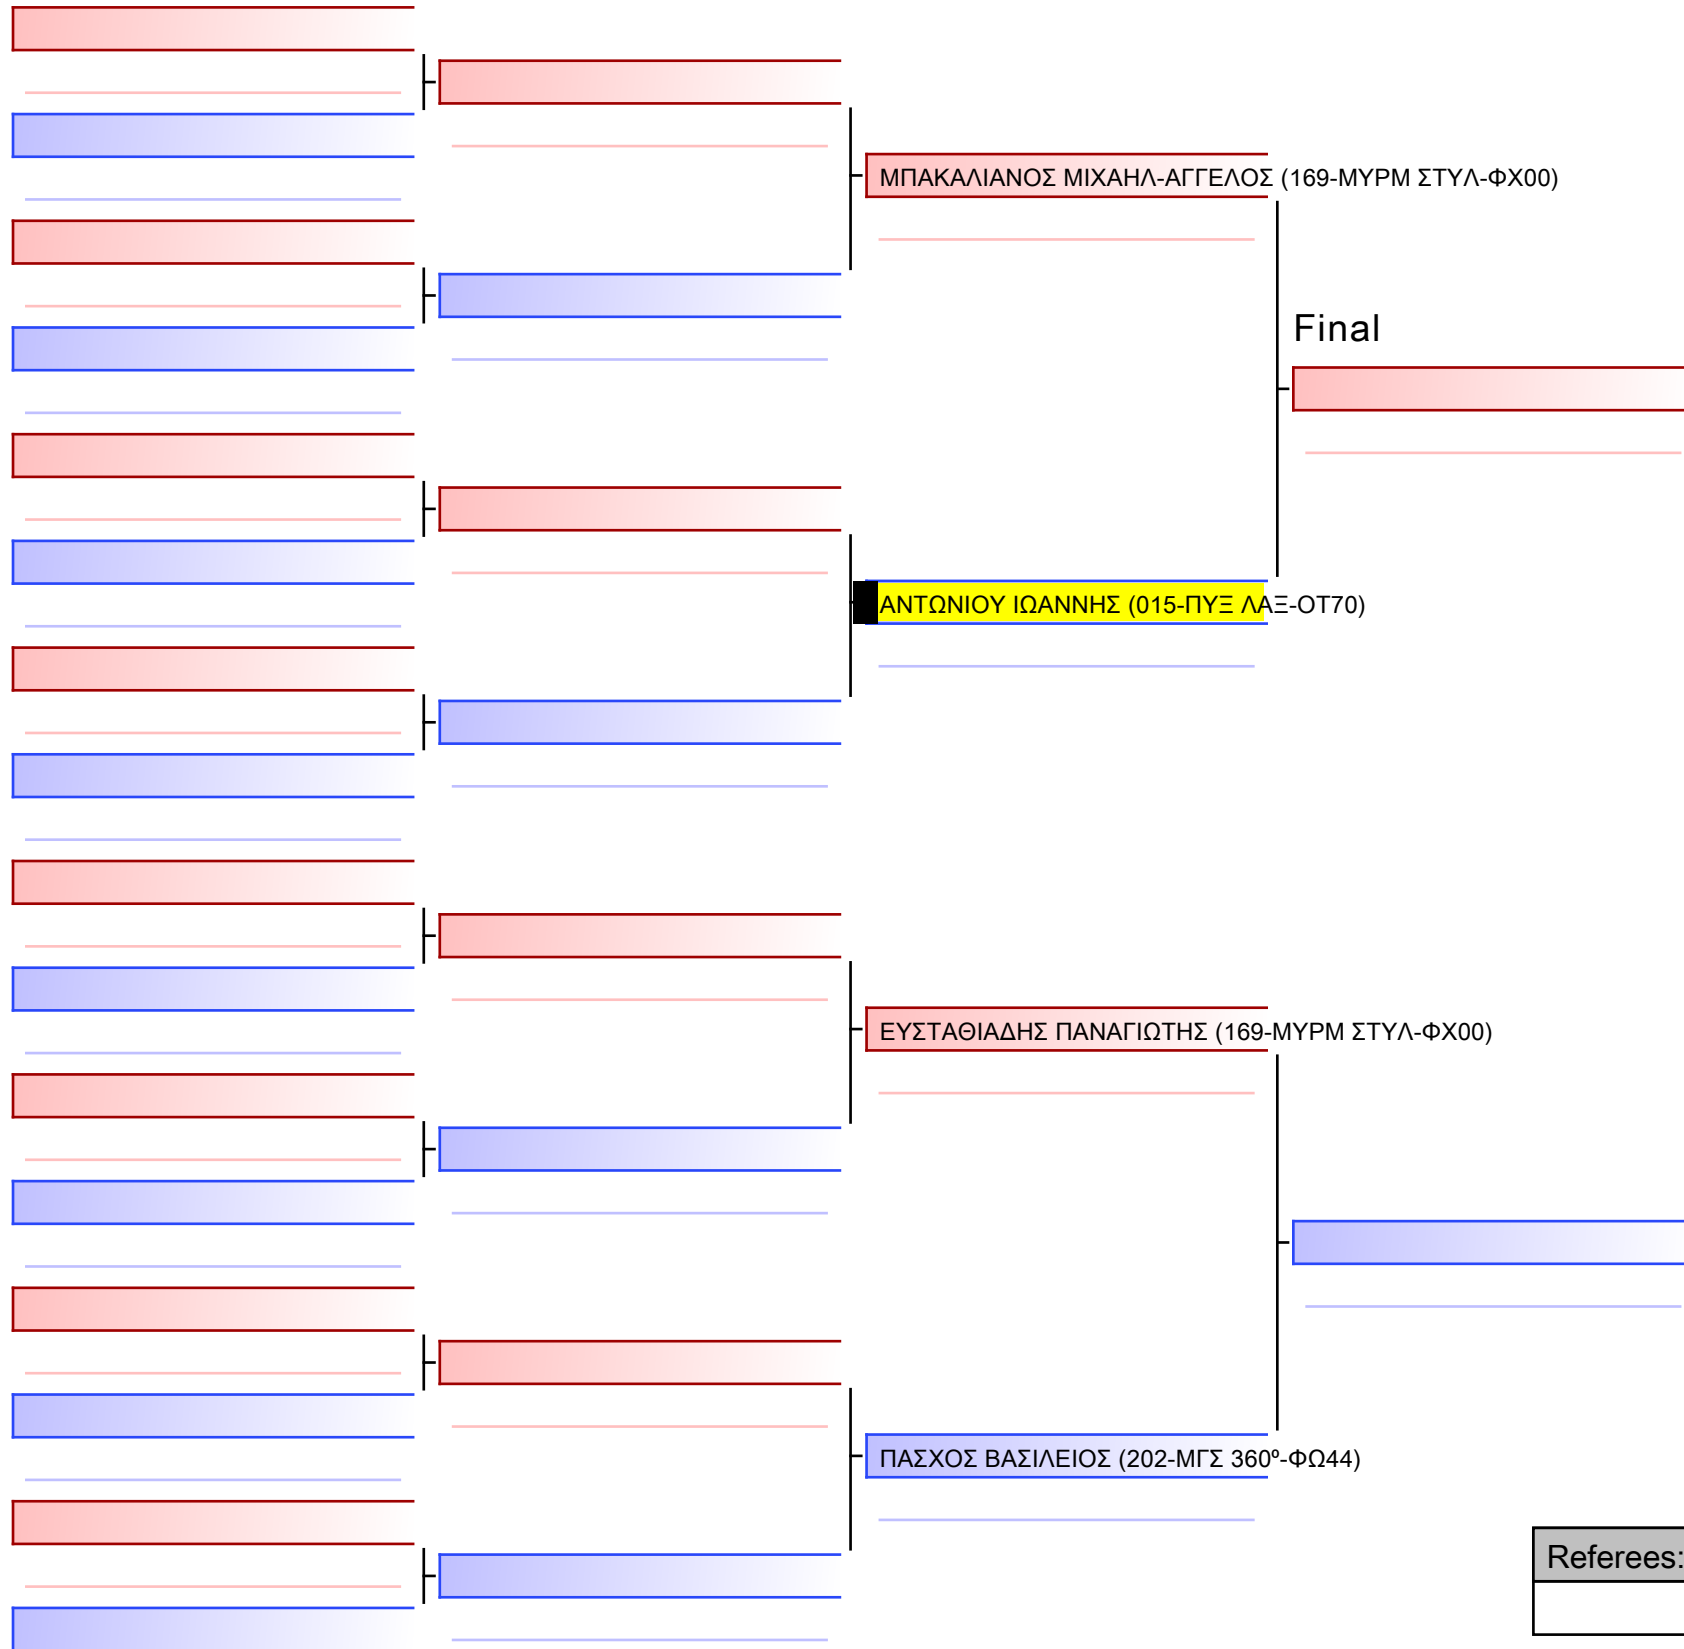 ΜΠΑΚΑΛΙΑΝΟΣ ΜΙΧΑΗΛ-ΑΓΓΕΛΟΣ (169-ΜΥΡΜ ΣΤΥΛ-ΦΧ00)
Final
ΑΝΤΩΝΙΟΥ ΙΩΑΝΝΗΣ (015-ΠΥΞ ΛΑΞ-ΟΤ70)
ΕΥΣΤΑΘΙΑΔΗΣ ΠΑΝΑΓΙΩΤΗΣ (169-ΜΥΡΜ ΣΤΥΛ-ΦΧ00)
ΠΑΣΧΟΣ ΒΑΣΙΛΕΙΟΣ (202-ΜΓΣ 360º-ΦΩ44)
Referees: